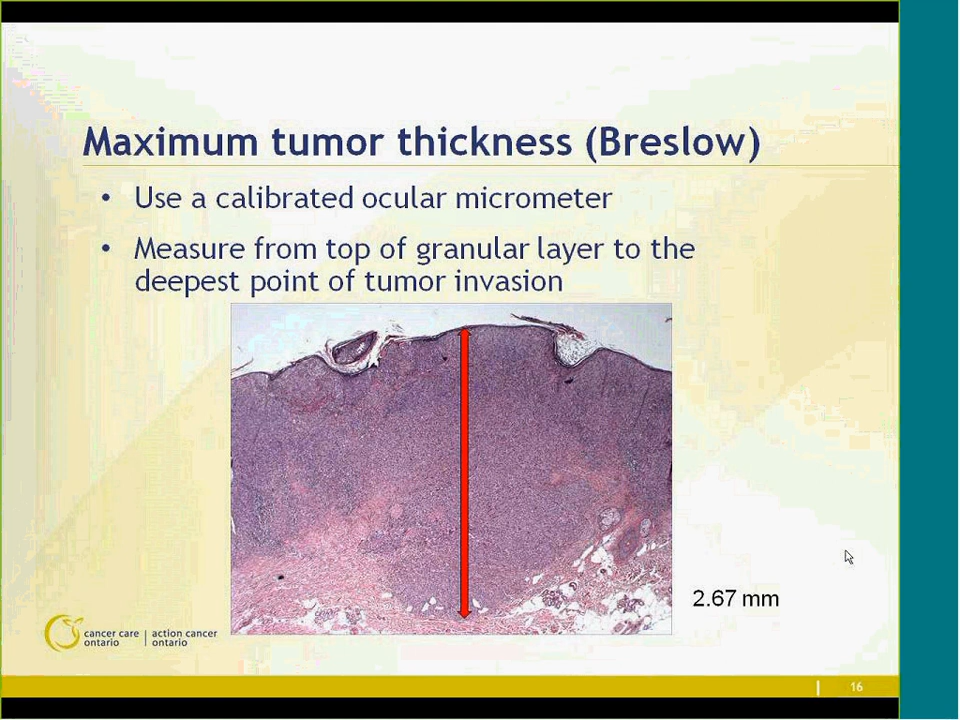 Maximum tumor thickness (Breslow)
• Use a calibrated ocular micrometer
• Measure from top of granular layer to the
deepest point of tumor invasion
2.67 mm
cancer care | action cancer
ontario | ontario
16